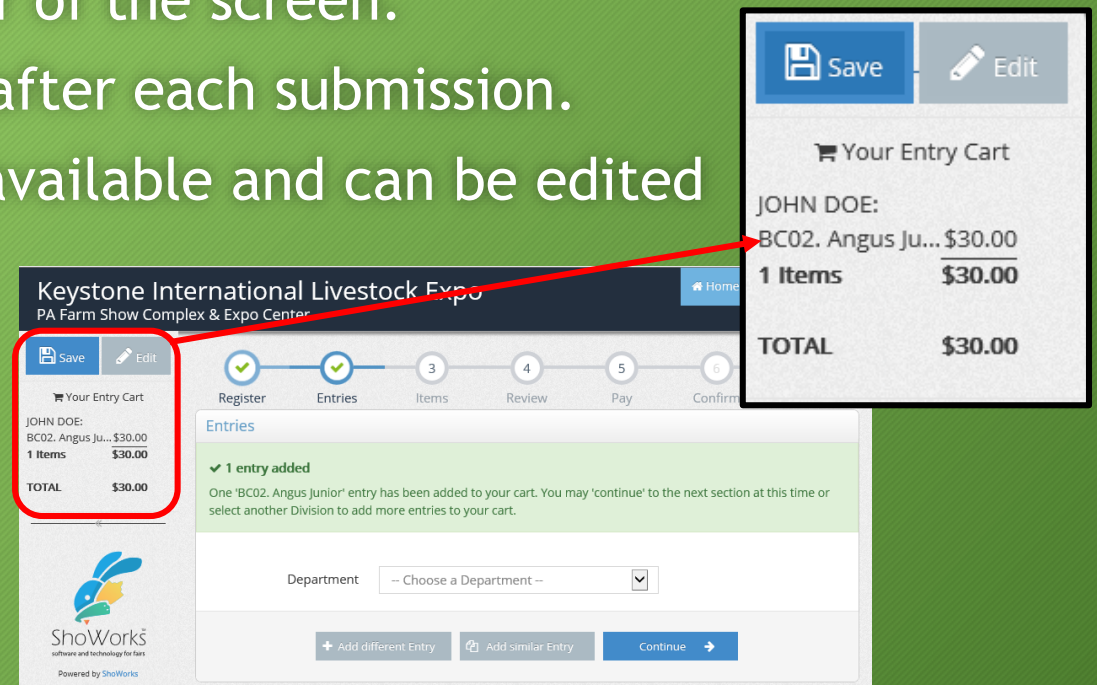 r of the screen.
after each submission.
available and can be edited
Save Edit
Your Entry Cart
JOHN DOE:
BC02. Angus Ju... $30.00
1 Items $30.00
TOTAL $30.00
Keystone International Livestock Expo
PA Farm Show Complex & Expo Center
Home
Save Edit
Your Entry Cart
JOHN DOE:
BC02. Angus Ju... $30.00
1 Items $30.00
TOTAL $30.00
3 4 5 6
Register Entries Items Review Pay Confirm
Entries
1 entry added
One 'BC02. Angus Junior' entry has been added to your cart. You may 'continue' to the next section at this time or
select another Division to add more entries to your cart.
Department -- Choose a Department --
+ Add different Entry Add similar Entry Continue
ShoWorks
software and technology for fairs
Powered by ShoWorks